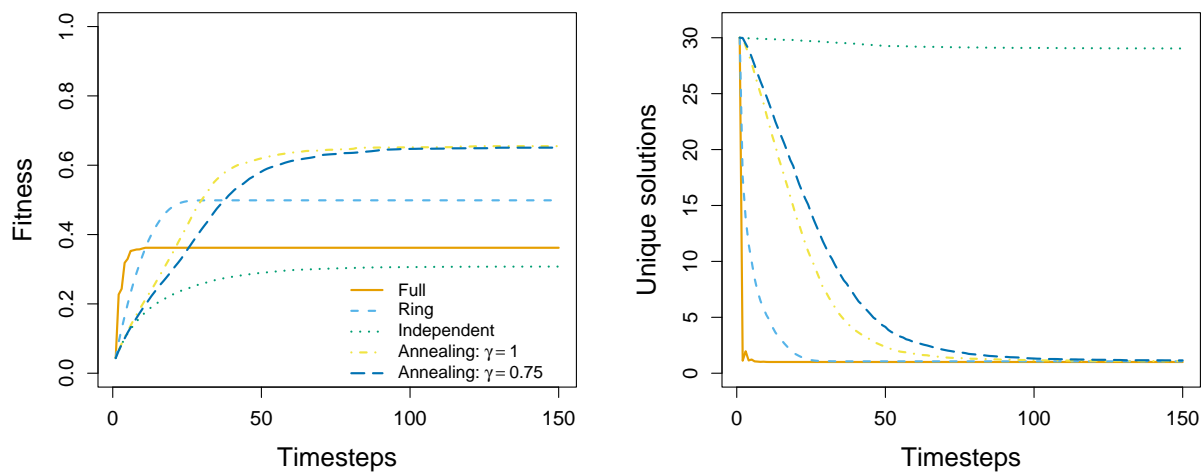 Fitness
0.0
0.2
0.4
0.6
0.8
1.0
Full
Ring
Independent
Annealing: γ = 1
Annealing: γ = 0.75
0
50
100
150
Timesteps
Unique solutions
0
5
10
15
20
25
30
0
50
100
150
Timesteps